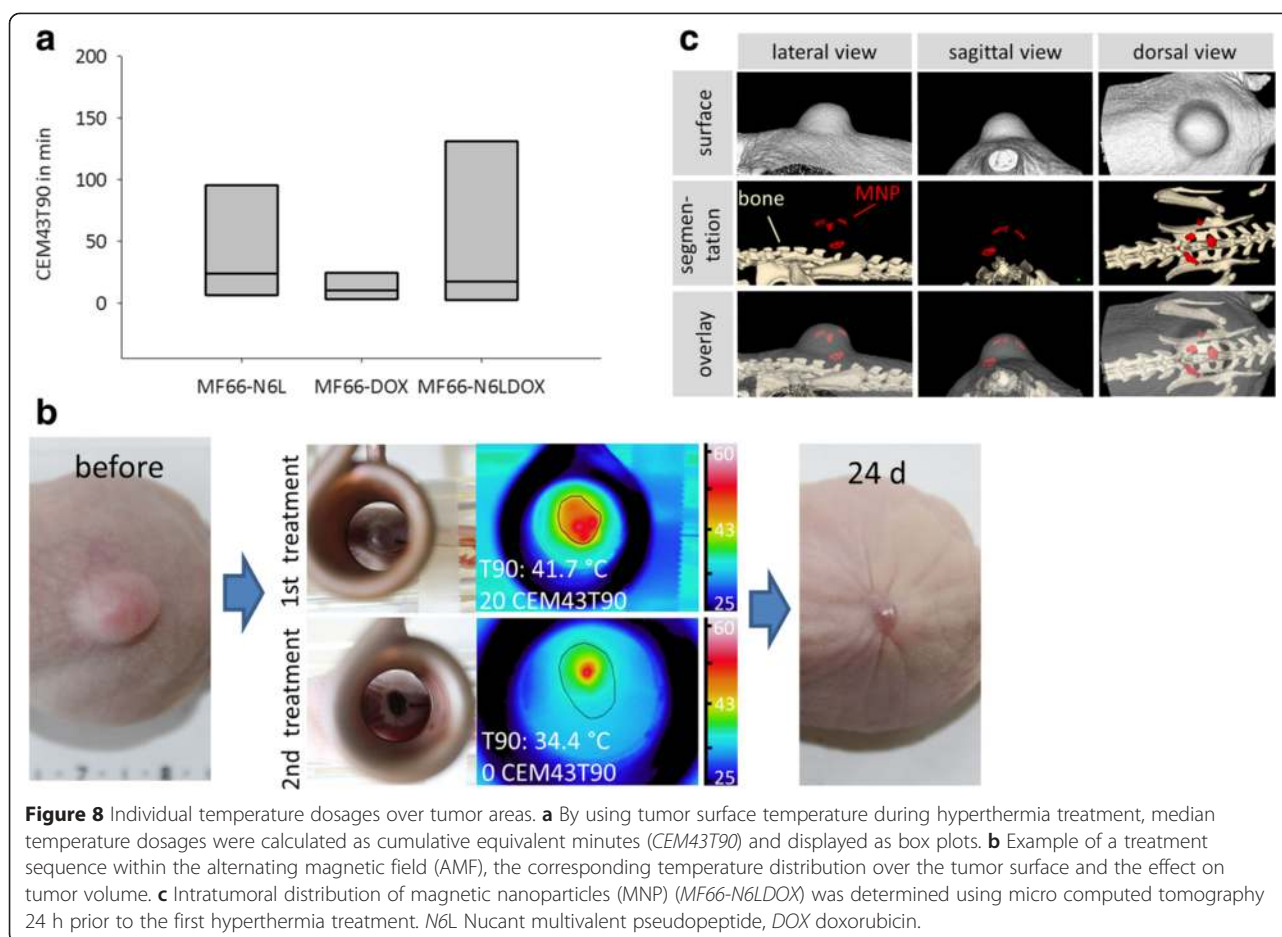 a
200
150
100
50
0
CEM43T90 in min
MF66-N6L MF66-DOX MF66-N6LDOX
c
lateral view sagittal view dorsal view
surface
segmen-
tation
bone
MNP
overlay
b
before
1st treatment
T90: 41.7 °C
20 CEM43T90
60
43
25
2nd treatment
T90: 34.4 °C
0 CEM43T90
60
43
25
24 d
7 8
Figure 8 Individual temperature dosages over tumor areas. a By using tumor surface temperature during hyperthermia treatment, median
temperature dosages were calculated as cumulative equivalent minutes (CEM43T90) and displayed as box plots. b Example of a treatment
sequence within the alternating magnetic field (AMF), the corresponding temperature distribution over the tumor surface and the effect on
tumor volume. c Intratumoral distribution of magnetic nanoparticles (MNP) (MF66-N6LDOX) was determined using micro computed tomography
24 h prior to the first hyperthermia treatment. N6L Nucant multivalent pseudopeptide, DOX doxorubicin.